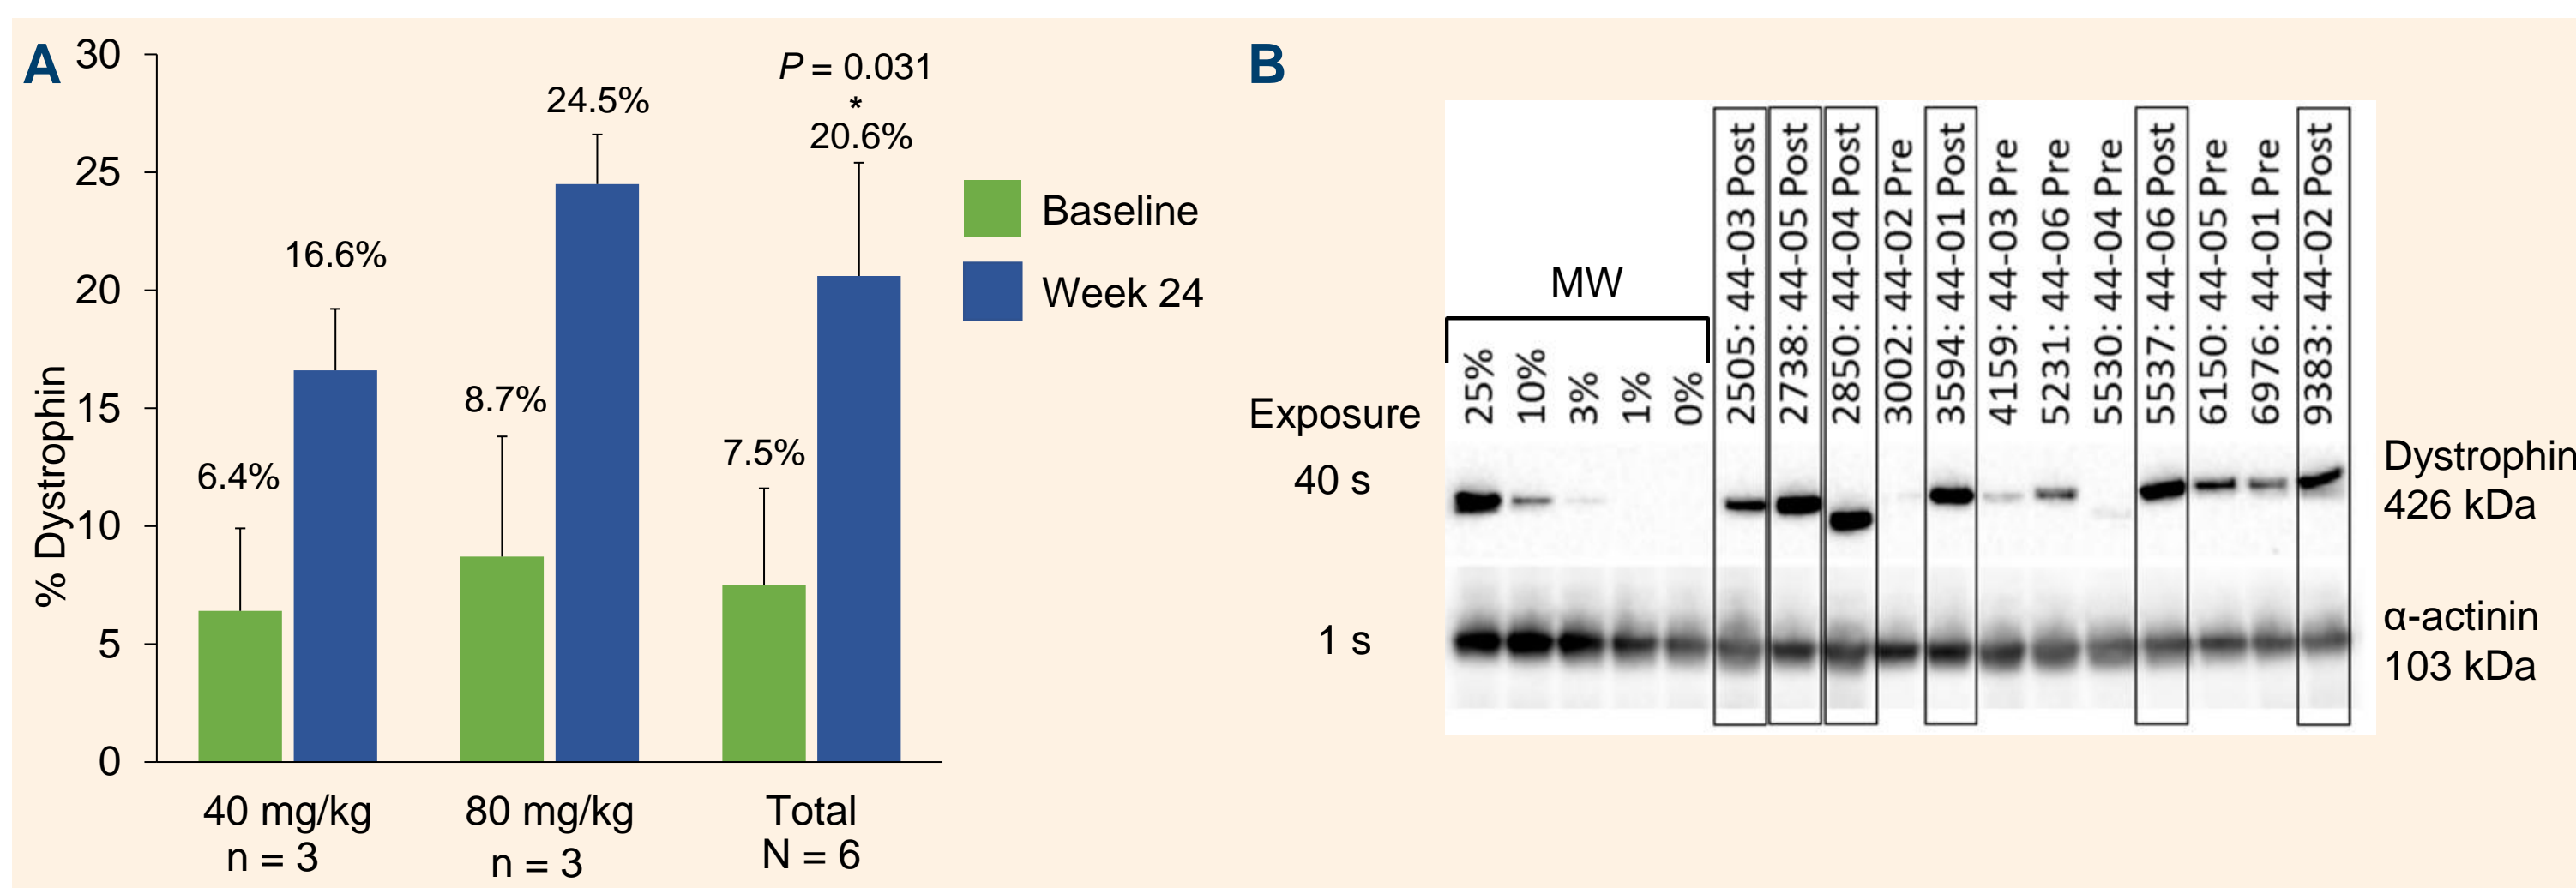 A
% Dystrophin
30
25
20
15
10
5
0
6.4%
16.6%
8.7%
24.5%
7.5%
P = 0.031
*
20.6%
40 mg/kg
n = 3
80 mg/kg
n = 3
Total
N = 6
Baseline
Week 24
B
MW
Exposure
25%
10%
3%
1%
0%
2505: 44-03 Post
2738: 44-05 Post
2850: 44-04 Post
3002: 44-02 Pre
3594: 44-01 Post
4159: 44-03 Pre
5231: 44-06 Pre
5530: 44-04 Pre
5537: 44-06 Post
6150: 44-05 Pre
6976: 44-01 Pre
9383: 44-02 Post
40 s
Dystrophin
426 kDa
1 s
α-actinin
103 kDa